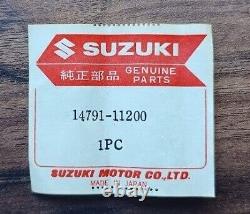 SUZUKI
純正部品 GENUINE PARTS
14791-11200
1PC
SUZUKI MOTOR CO.,LTD.
MADE IN JAPAN
ebay